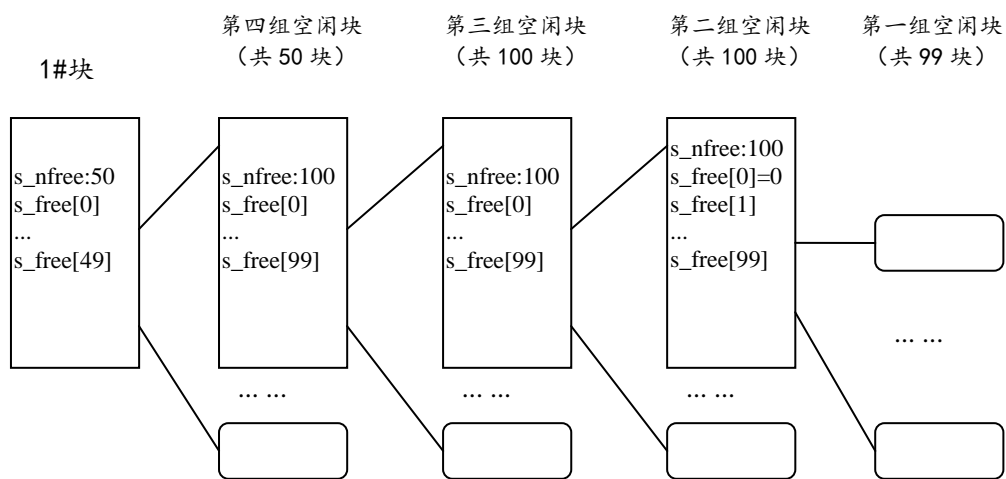 第四组空闲块
（共 50 块）
第三组空闲块
（共 100 块）
第二组空闲块
（共 100 块）
第一组空闲块
（共 99 块）
1#块
s_nfree:50
s_free[0]
...
s_free[49]
s_nfree:100
s_free[0]
...
s_free[99]
s_nfree:100
s_free[0]
...
s_free[99]
s_nfree:100
s_free[0]=0
s_free[1]
...
s_free[99]
... ...
... ...
... ...
... ...